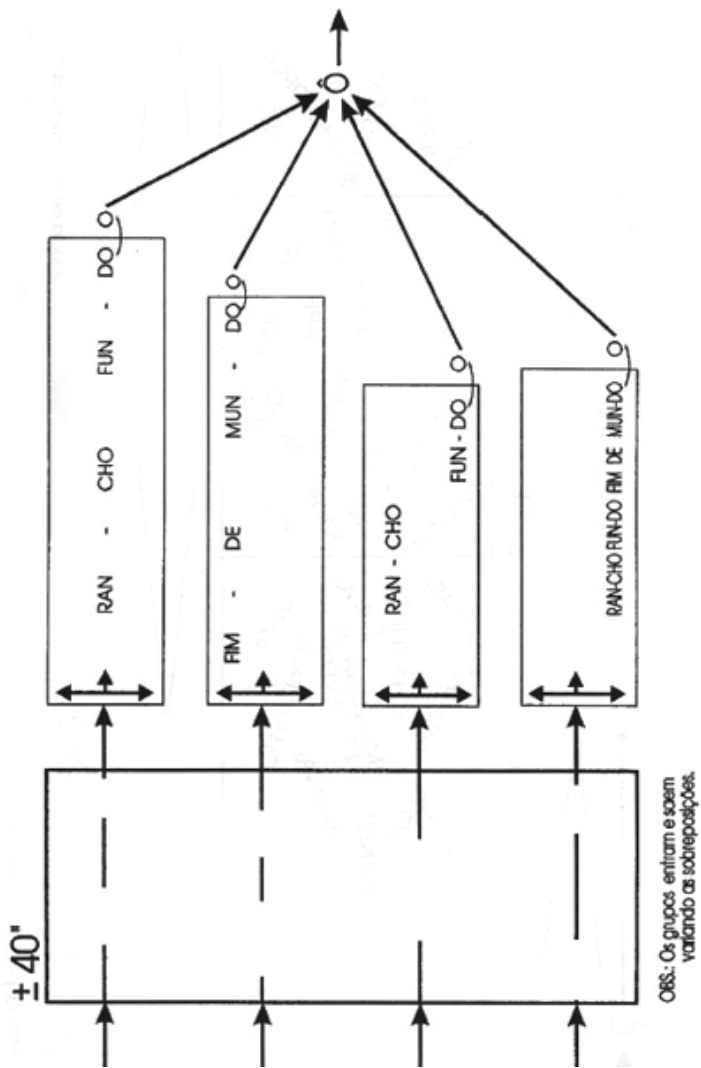 ± 40"
RAN - CHO FUN - DO O
FIM - DE MUN - DO O
RAN - CHO
FUN - DO O
RAN-CHO FUN-DO FIM DE MUN-DO O
Ô
OBS.: Os grupos entram e saem
variando as sobreposições.